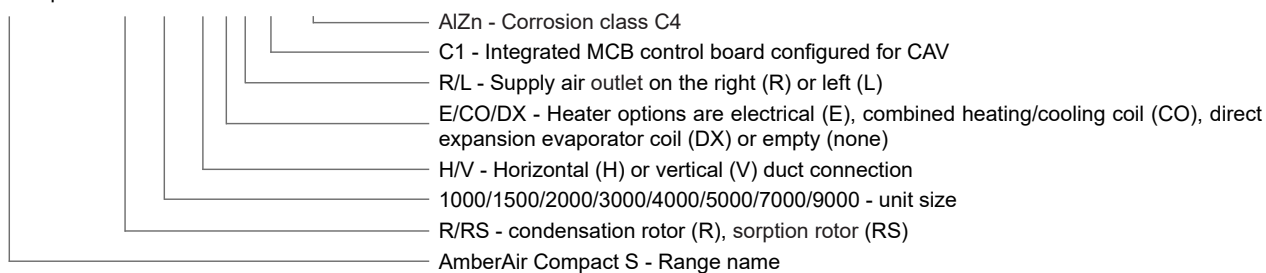 AlZn - Corrosion class C4
C1 - Integrated MCB control board configured for CAV
R/L - Supply air outlet on the right (R) or left (L)
E/CO/DX - Heater options are electrical (E), combined heating/cooling coil (CO), direct
expansion evaporator coil (DX) or empty (none)
H/V - Horizontal (H) or vertical (V) duct connection
1000/1500/2000/3000/4000/5000/7000/9000 - unit size
R/RS - condensation rotor (R), sorption rotor (RS)
AmberAir Compact S - Range name